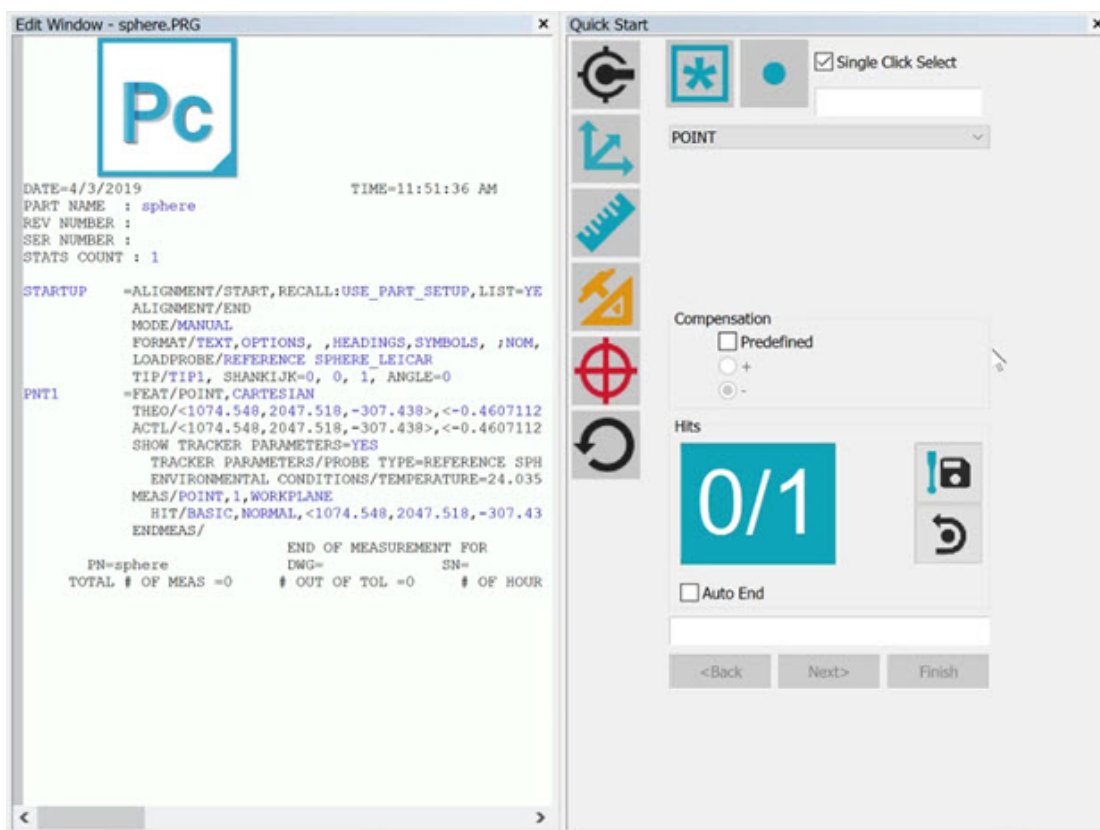 Edit Window - sphere.PRG
Pc
DATE=4/3/2019 TIME=11:51:36 AM
PART NAME : sphere
REV NUMBER :
SER NUMBER :
STATS COUNT : 1
STARTUP =ALIGNMENT/START,RECALL:USE_PART_SETUP,LIST=YE
ALIGNMENT/END
MODE/MANUAL
FORMAT/TEXT,OPTIONS, ,HEADINGS,SYMBOLS, ;NOM,
LOADPROBE/REFERENCE SPHERE_LEICAR
TIP/TIP1, SHANKIJK=0, 0, 1, ANGLE=0
PNT1 =FEAT/POINT,CARTESIAN
THEO/<1074.548,2047.518,-307.438>,<-0.4607112
ACTL/<1074.548,2047.518,-307.438>,<-0.4607112
SHOW TRACKER PARAMETERS=YES
TRACKER PARAMETERS/PROBE TYPE=REFERENCE SPH
ENVIRONMENTAL CONDITIONS/TEMPERATURE=24.035
MEAS/POINT,1,WORKPLANE
HIT/BASIC,NORMAL,<1074.548,2047.518,-307.43
ENDMEAS/
END OF MEASUREMENT FOR
PN=sphere DWG= SN=
TOTAL # OF MEAS =0 # OUT OF TOL =0 # OF HOUR
Quick Start
Single Click Select
POINT
Compensation
Predefined
+
-
Hits
0/1
Auto End
<Back Next> Finish